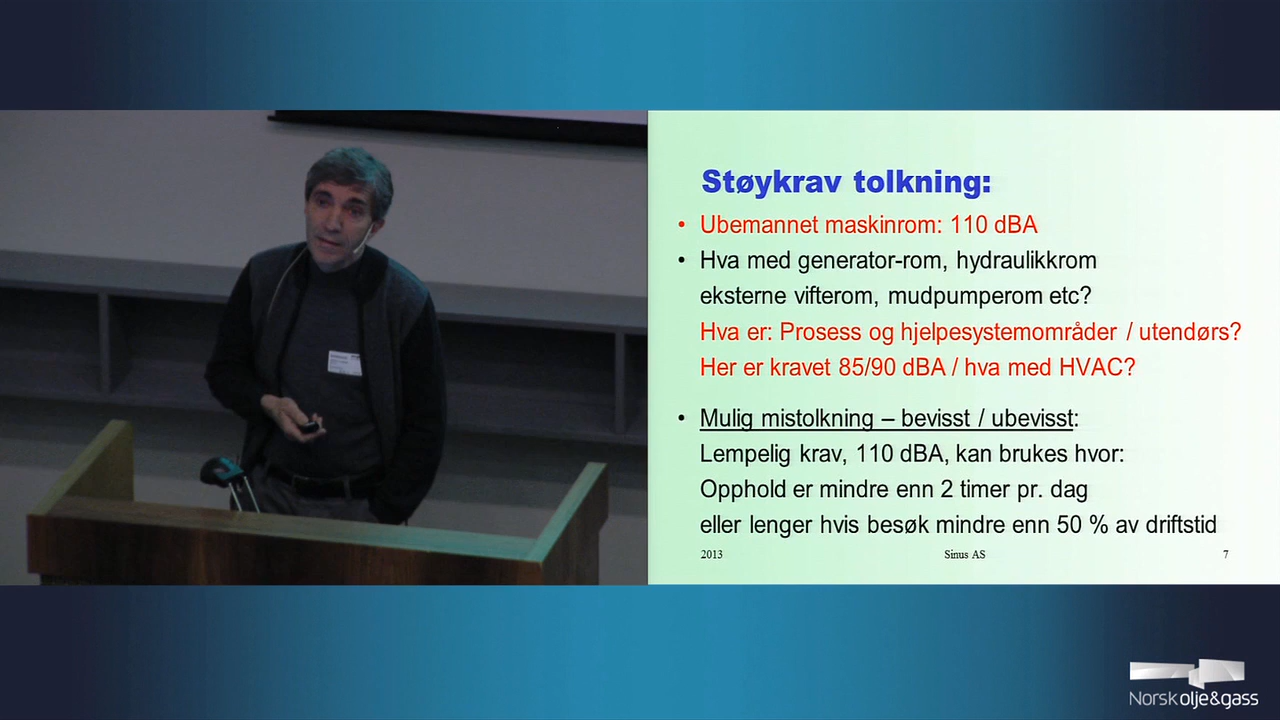 Støykrav tolkning:
• Ubemannet maskinrom: 110 dBA
• Hva med generator-rom, hydraulikkrom
eksterne vifterom, mudpumperom etc?
Hva er: Prosess og hjelpesystemområder / utendørs?
Her er kravet 85/90 dBA / hva med HVAC?
• Mulig mistolkning – bevisst / ubevisst:
Lempelig krav, 110 dBA, kan brukes hvor:
Opphold er mindre enn 2 timer pr. dag
eller lenger hvis besøk mindre enn 50 % av driftstid
2013 Sinus AS 7
Norsk olje&gass